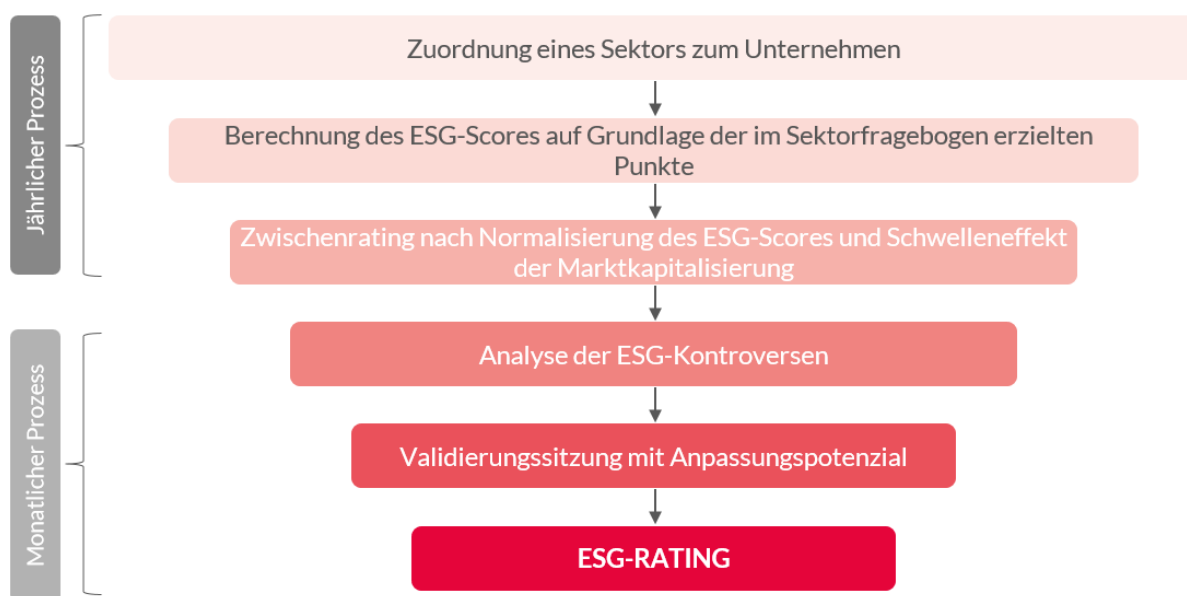 Jährlicher Prozess
Zuordnung eines Sektors zum Unternehmen
Berechnung des ESG-Scores auf Grundlage der im Sektorfragebogen erzielten
Punkte
Zwischenrating nach Normalisierung des ESG-Scores und Schwelleneffekt
der Marktkapitalisierung
Monatlicher Prozess
Analyse der ESG-Kontroversen
Validierungssitzung mit Anpassungspotenzial
ESG-RATING